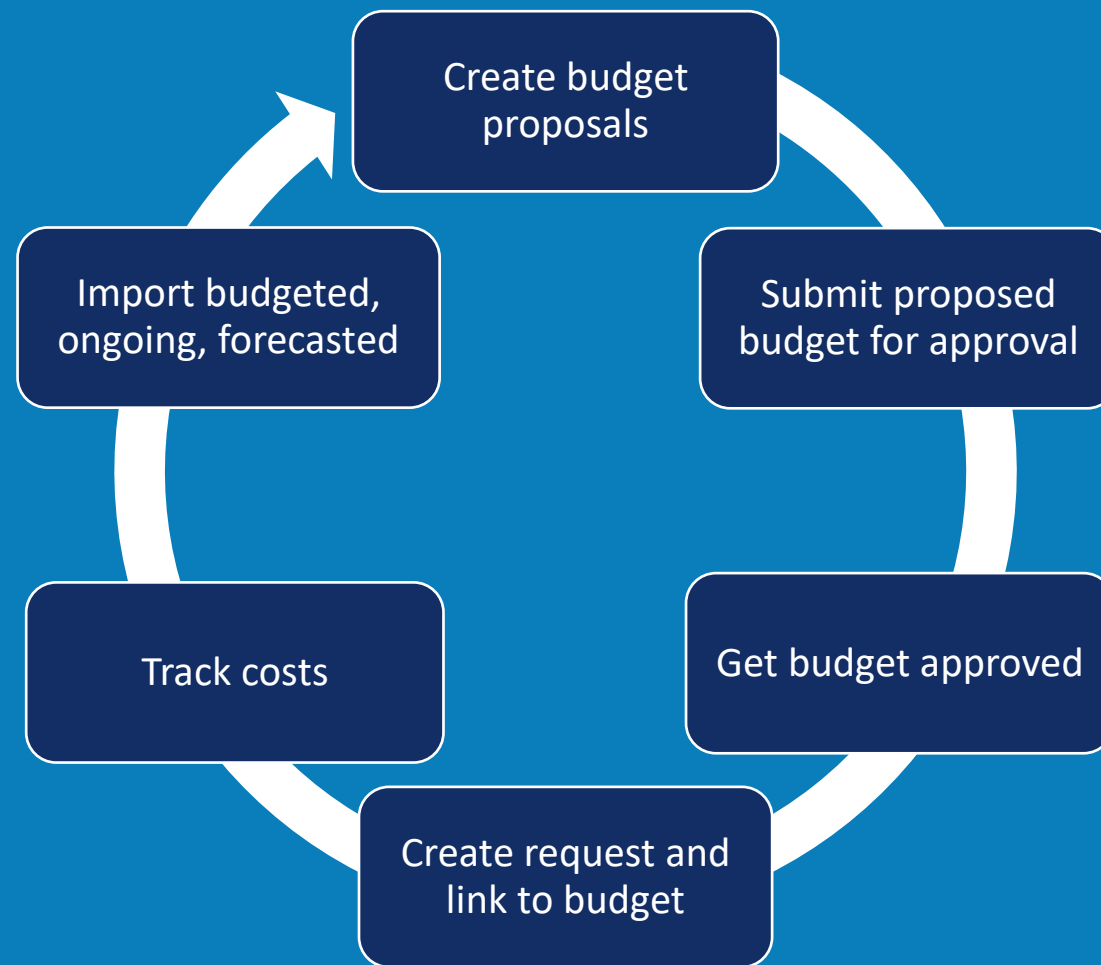 Create budget
proposals
Submit proposed
budget for approval
Get budget approved
Create request and
link to budget
Track costs
Import budgeted,
ongoing, forecasted